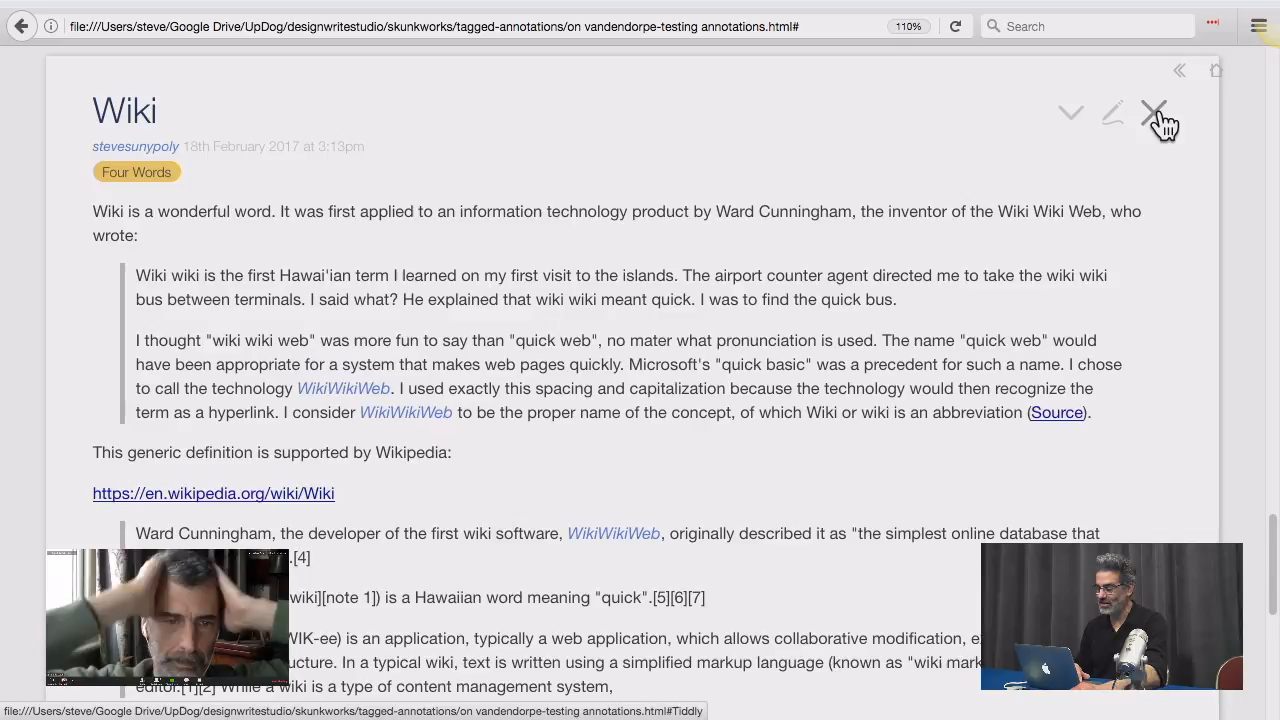 file:///Users/steve/Google Drive/UpDog/designwritestudio/skunkworks/tagged-annotations/on vandendorpe-testing annotations.html#
110%
Search
Wiki
stevesunypoly 18th February 2017 at 3:13pm
Four Words
Wiki is a wonderful word. It was first applied to an information technology product by Ward Cunningham, the inventor of the Wiki Wiki Web, who
wrote:
Wiki wiki is the first Hawai'ian term I learned on my first visit to the islands. The airport counter agent directed me to take the wiki wiki
bus between terminals. I said what? He explained that wiki wiki meant quick. I was to find the quick bus.
I thought "wiki wiki web" was more fun to say than "quick web", no mater what pronunciation is used. The name "quick web" would
have been appropriate for a system that makes web pages quickly. Microsoft's "quick basic" was a precedent for such a name. I chose
to call the technology WikiWikiWeb. I used exactly this spacing and capitalization because the technology would then recognize the
term as a hyperlink. I consider WikiWikiWeb to be the proper name of the concept, of which Wiki or wiki is an abbreviation (Source).
This generic definition is supported by Wikipedia:
https://en.wikipedia.org/wiki/Wiki
Ward Cunningham, the developer of the first wiki software, WikiWikiWeb, originally described it as "the simplest online database that
.[4]
wiki][note 1]) is a Hawaiian word meaning "quick".[5][6][7]
WIK-ee) is an application, typically a web application, which allows collaborative modification,
ucture. In a typical wiki, text is written using a simplified markup language (known as "wiki mark
editor.[1][2] While a wiki is a type of content management system,
file:///Users/steve/Google Drive/UpDog/designwritestudio/skunkworks/tagged-annotations/on vandendorpe-testing annotations.html#Tiddly